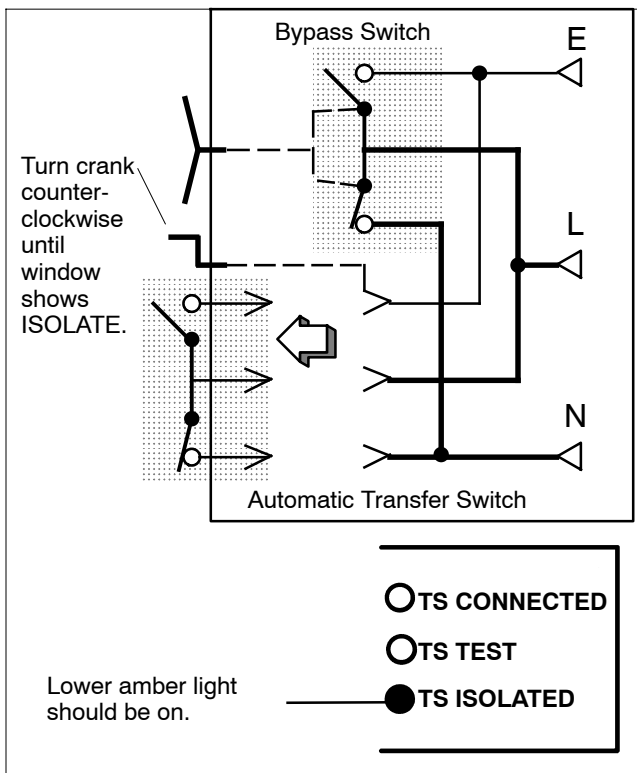 Bypass Switch
E
Turn crank
counter-
clockwise
until
window
shows
ISOLATE.
L
N
Automatic Transfer Switch
TS CONNECTED
TS TEST
Lower amber light
should be on.
TS ISOLATED